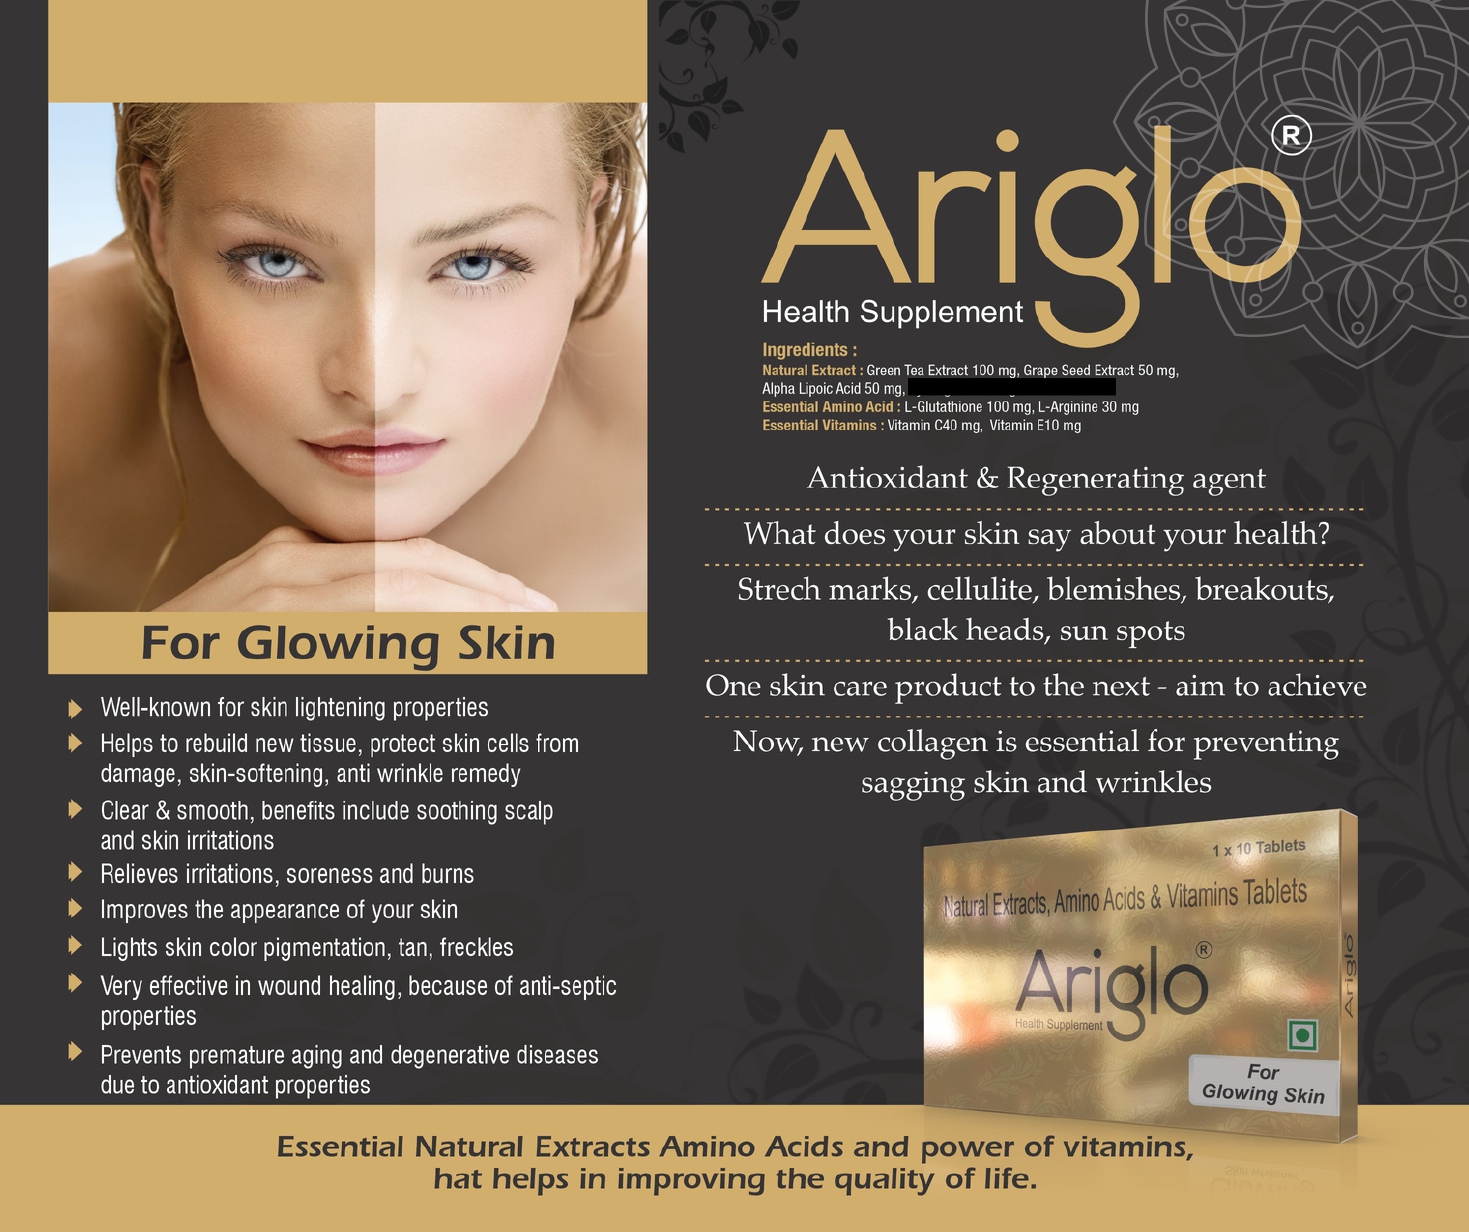 For Glowing Skin
Well-known for skin lightening properties
Helps to rebuild new tissue, protect skin cells from
damage, skin-softening, anti wrinkle remedy
Clear & smooth, benefits include soothing scalp
and skin irritations
Relieves irritations, soreness and burns
Improves the appearance of your skin
Lights skin color pigmentation, tan, freckles
Very effective in wound healing, because of anti-septic
properties
Prevents premature aging and degenerative diseases
due to antioxidant properties
Ariglo®
Health Supplement
Ingredients :
Natural Extract : Green Tea Extract 100 mg, Grape Seed Extract 50 mg,
Alpha Lipoic Acid 50 mg,
Essential Amino Acid : L-Glutathione 100 mg, L-Arginine 30 mg
Essential Vitamins : Vitamin C40 mg, Vitamin E10 mg
Antioxidant & Regenerating agent
What does your skin say about your health?
Strech marks, cellulite, blemishes, breakouts,
black heads, sun spots
One skin care product to the next - aim to achieve
Now, new collagen is essential for preventing
sagging skin and wrinkles
1 x 10 Tablets
Natural Extracts, Amino Acids & Vitamins Tablets
Ariglo®
Health Supplement
For
Glowing Skin
Ariglo
Essential Natural Extracts Amino Acids and power of vitamins,
hat helps in improving the quality of life.